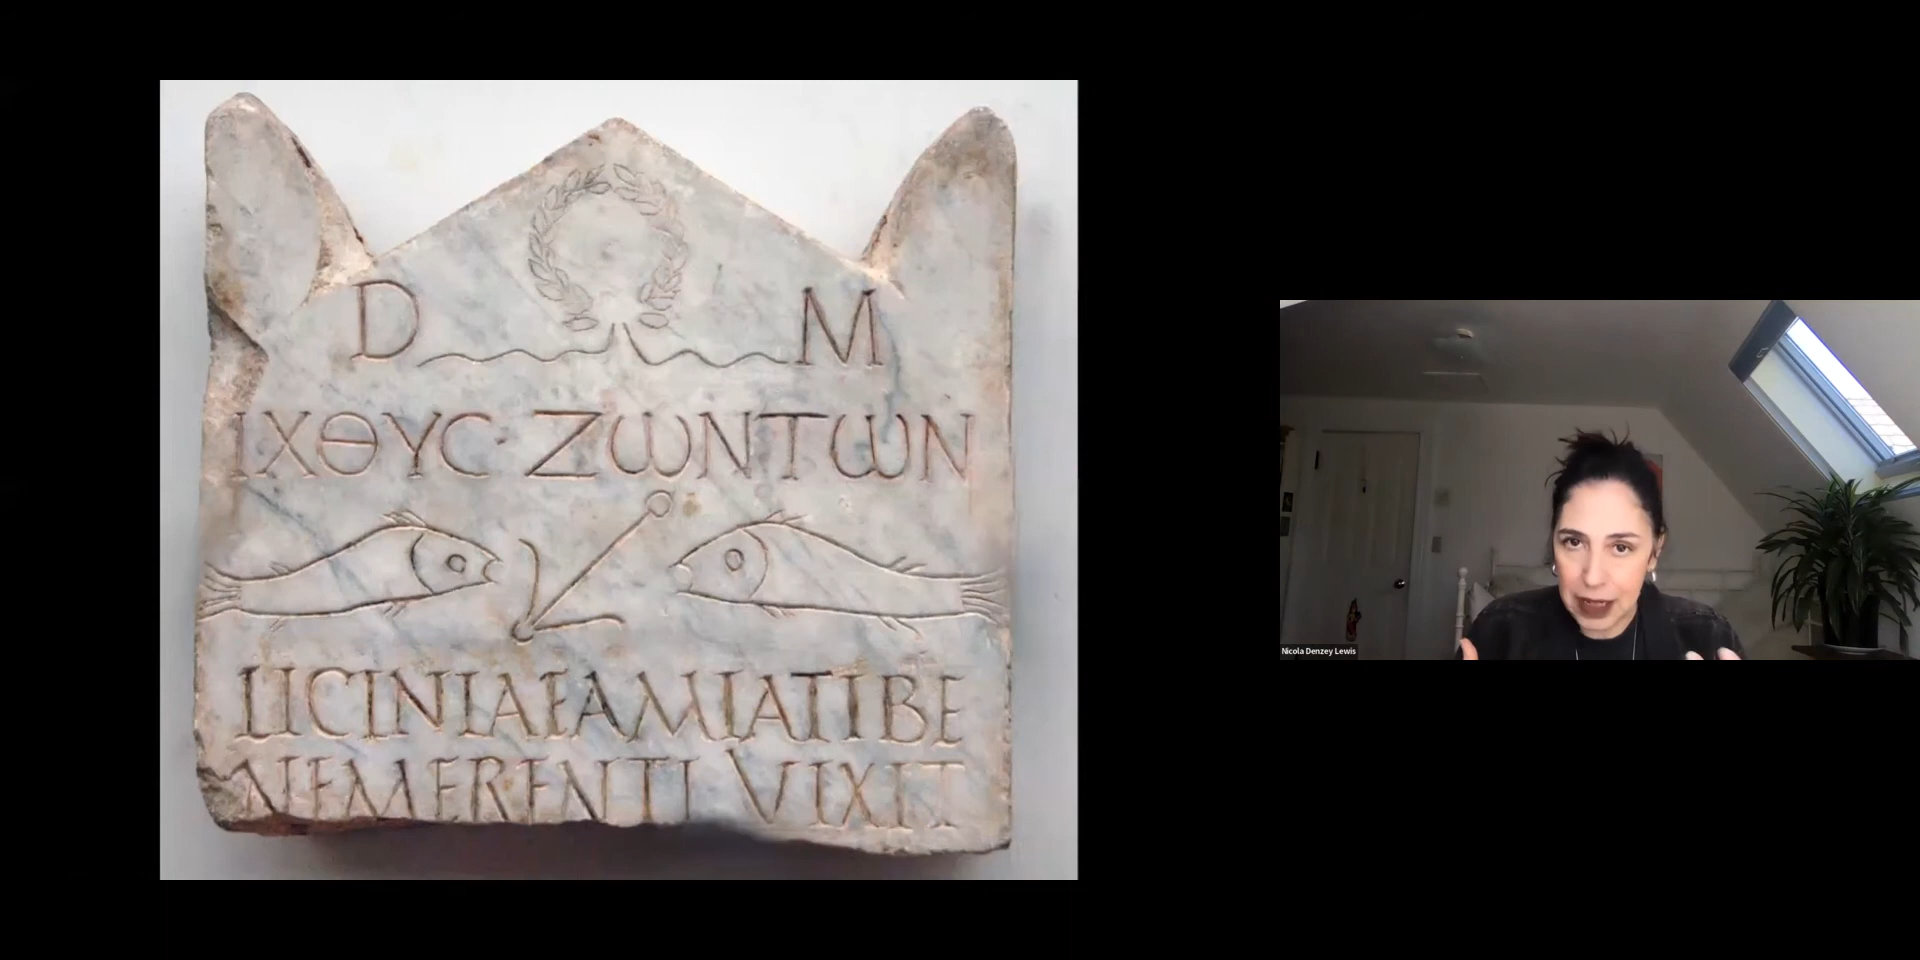 D M
ΙΧΘΥϹ · ΖωΝΤωΝ
LICINIAEAMIATIBE
NEMERENTI VIXIT
Nicola Denzey Lewis